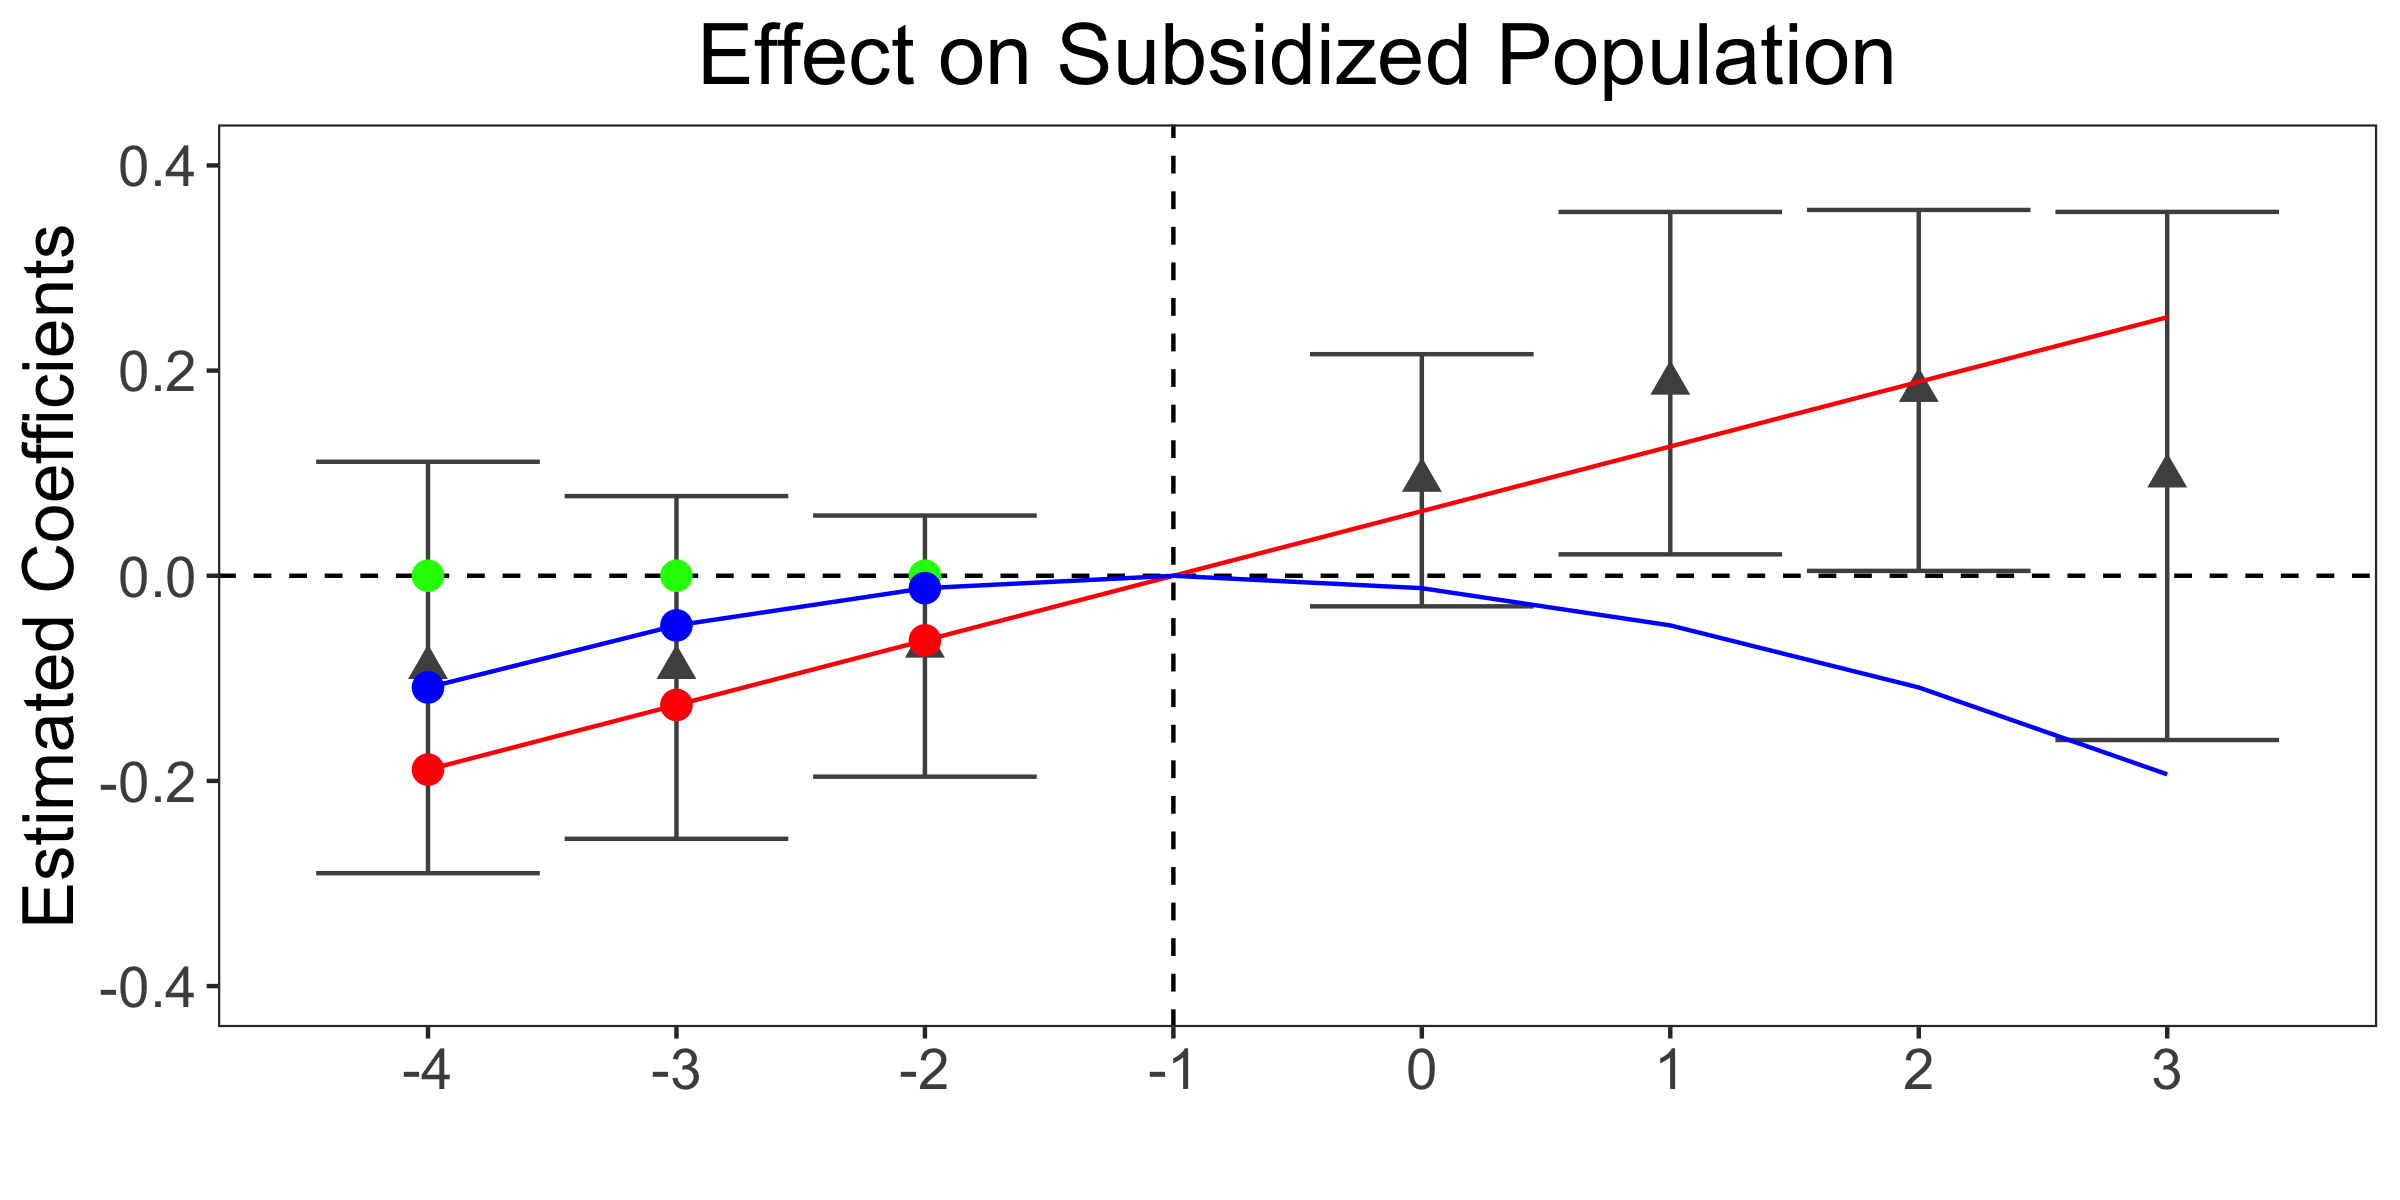 Effect on Subsidized Population
Estimated Coefficients
0.4
0.2
0.0
-0.2
-0.4
-4 -3 -2 -1 0 1 2 3